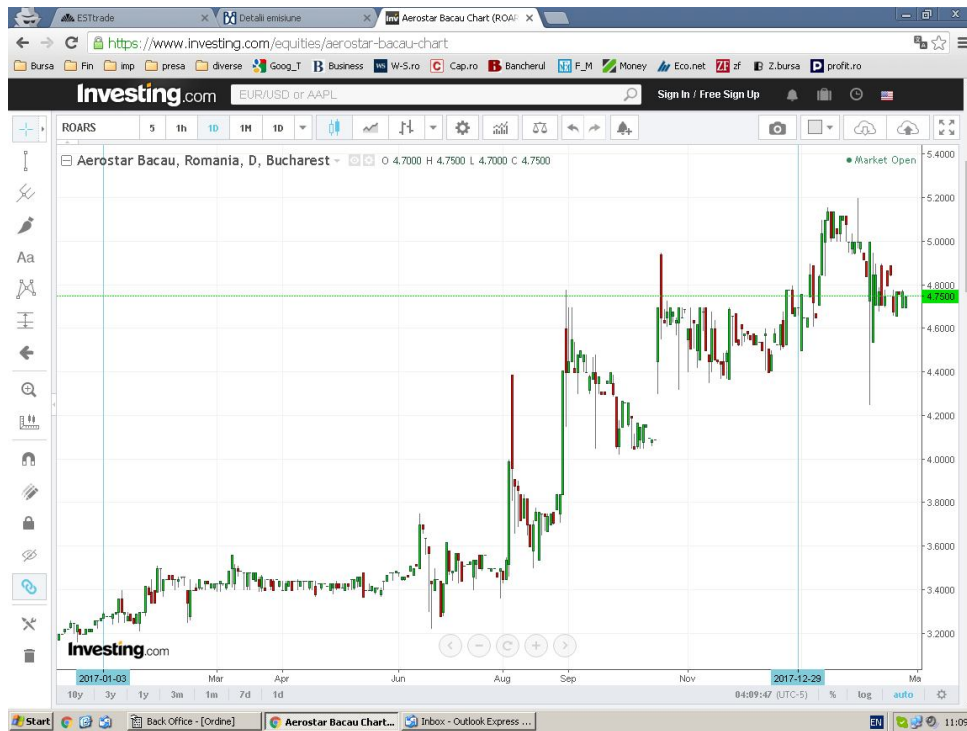 ESTtrade
Detalii emisiune
Aerostar Bacau Chart (ROAR
https://www.investing.com/equities/aerostar-bacau-chart
Bursa Fin imp presa diverse Goog_T Business W-S.ro Cap.ro Bancherul F_M Money Eco.net zf Z.bursa profit.ro
Investing.com EUR/USD or AAPL Sign In / Free Sign Up
ROARS 5 1h 1D 1M 1D
Aerostar Bacau, Romania, D, Bucharest O 4.7000 H 4.7500 L 4.7000 C 4.7500 Market Open
Aa
5.4000
5.2000
5.0000
4.8000
4.7500
4.6000
4.4000
4.2000
4.0000
3.8000
3.6000
3.4000
3.2000
Investing.com
2017-01-03 Mar Apr Jun Aug Sep Nov 2017-12-29 Ma
10y 3y 1y 3m 1m 7d 1d 04:09:47 (UTC-5) % log auto
Start Back Office - [Ordine] Aerostar Bacau Chart... Inbox - Outlook Express ... EN 11:09